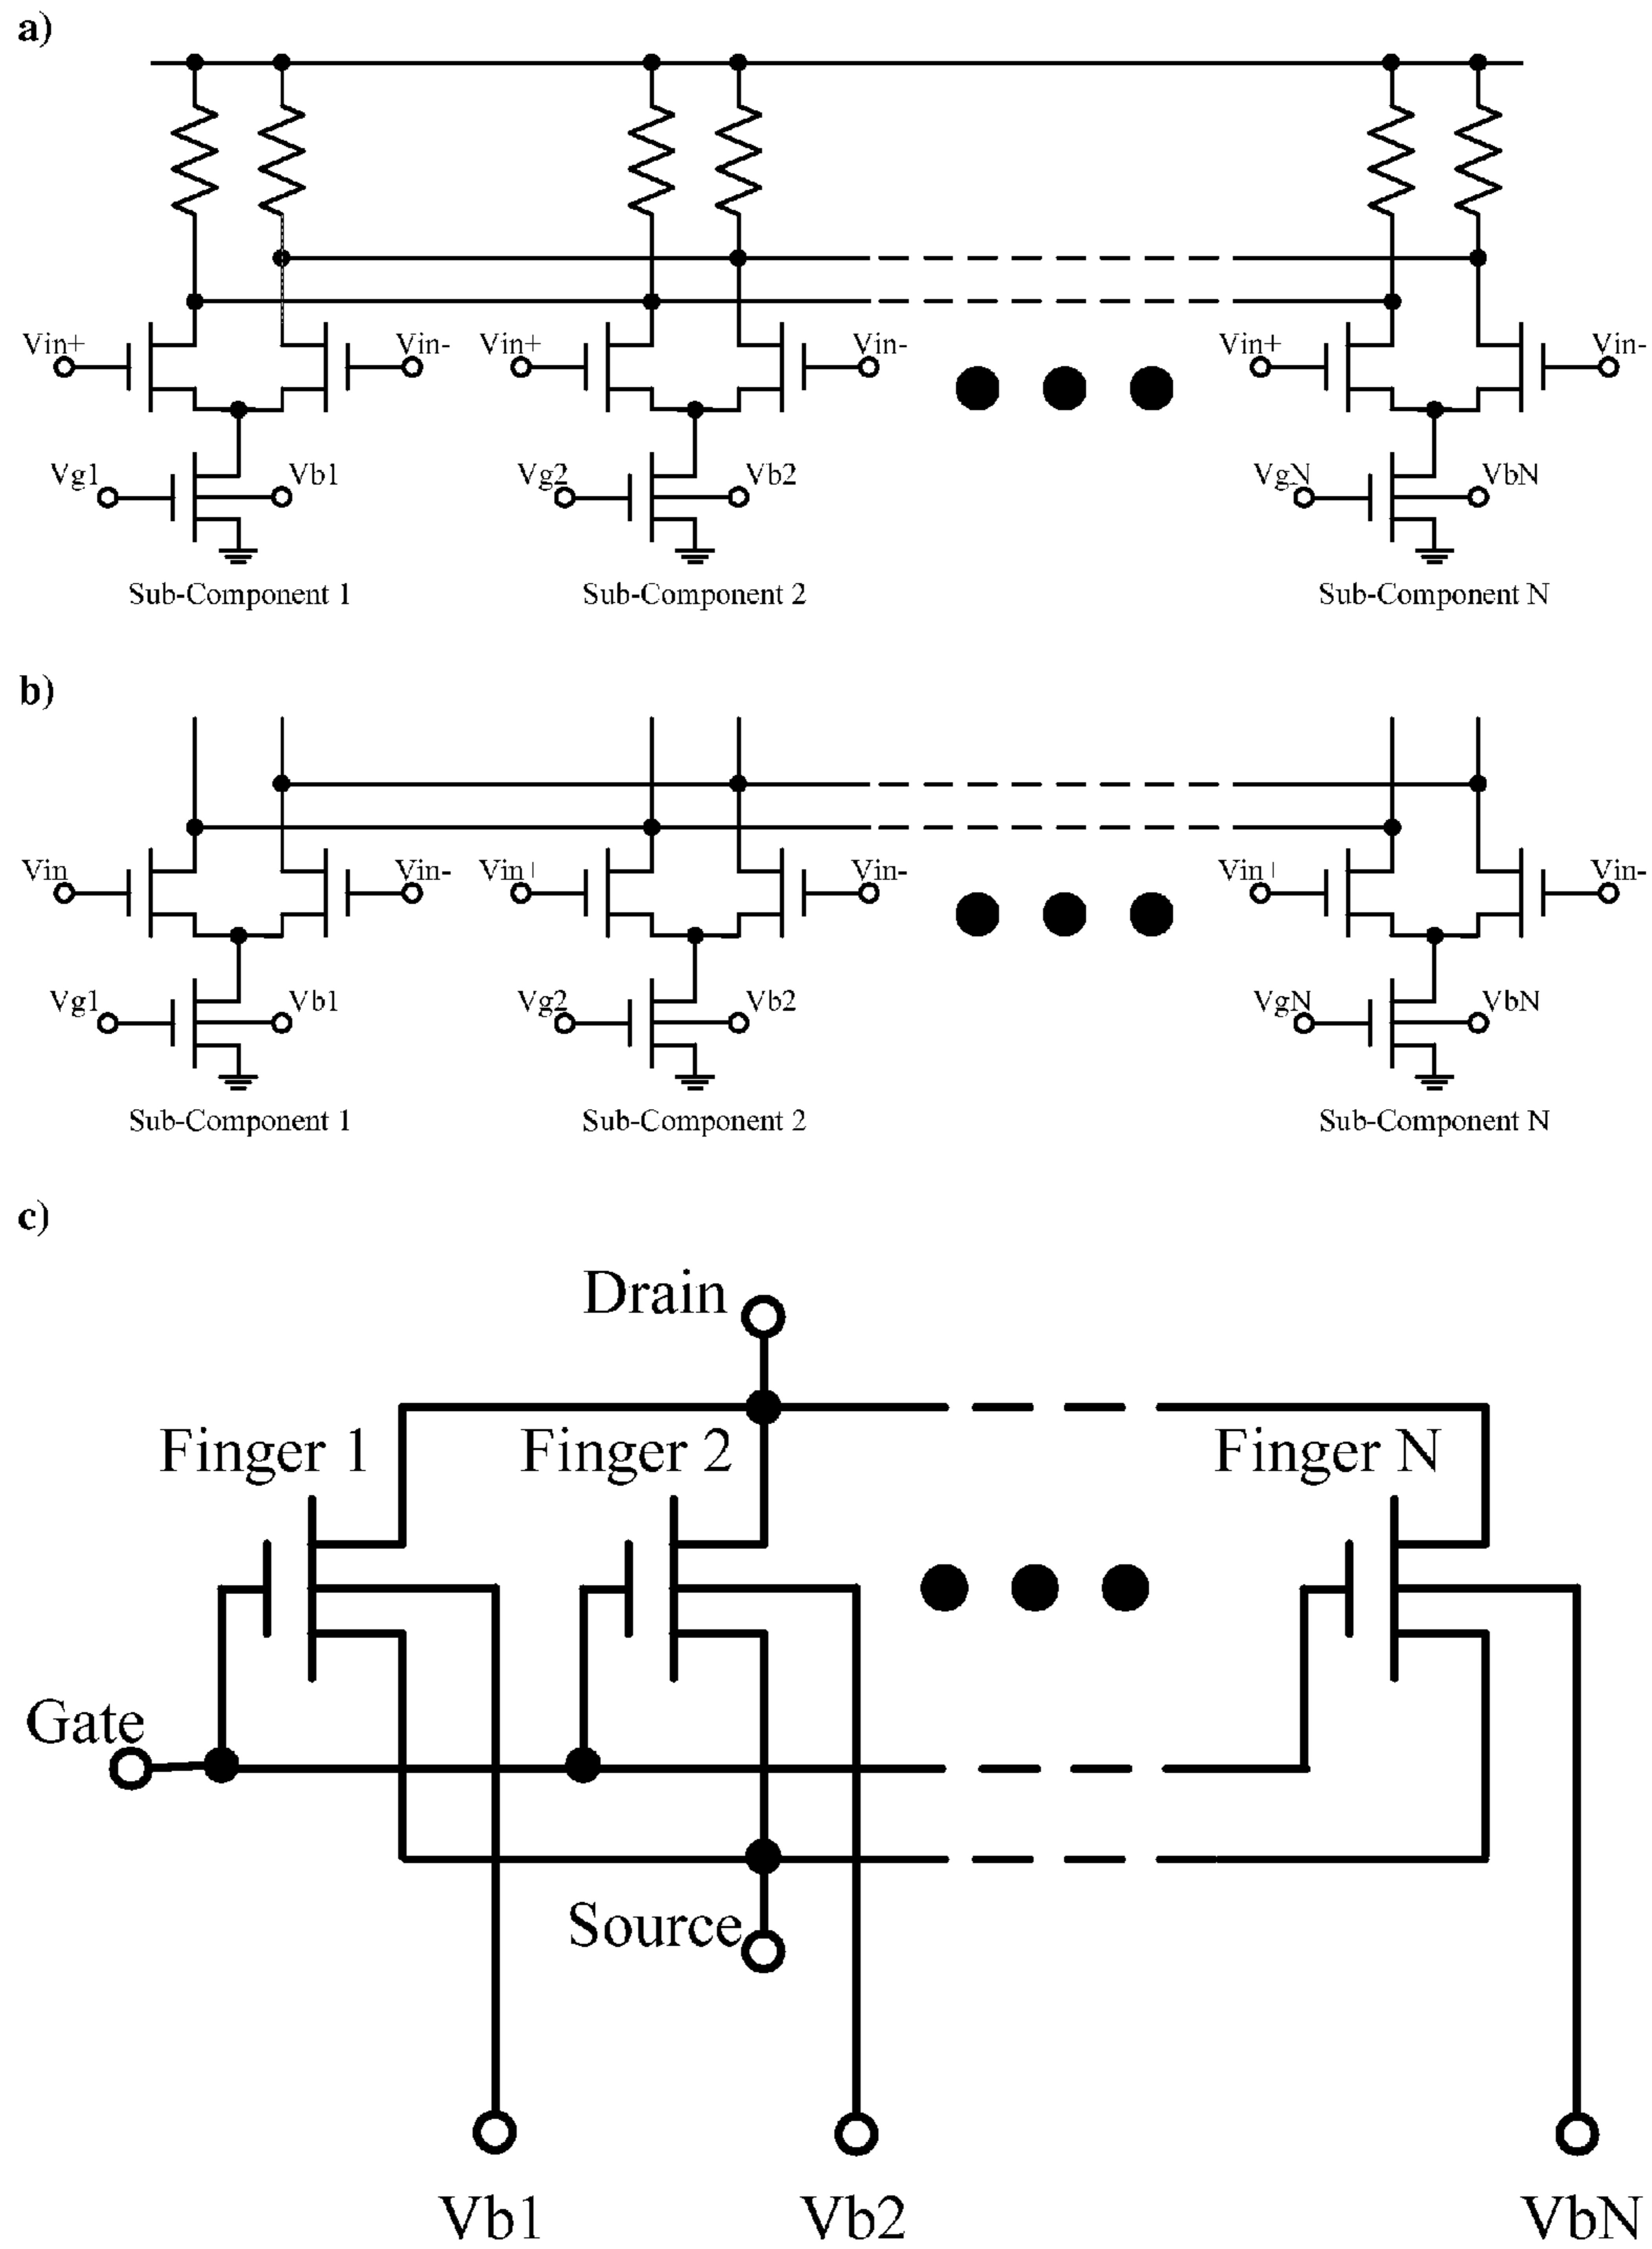 a)
Vin+ Vin- Vin+ Vin- Vin+ Vin-
Vg1 Vb1 Vg2 Vb2 VgN VbN
Sub-Component 1 Sub-Component 2 Sub-Component N
b)
Vin Vin- Vin| Vin- Vin| Vin-
Vg1 Vb1 Vg2 Vb2 VgN VbN
Sub-Component 1 Sub-Component 2 Sub-Component N
c)
Drain
Finger 1 Finger 2 Finger N
Gate
Source
Vb1 Vb2 VbN